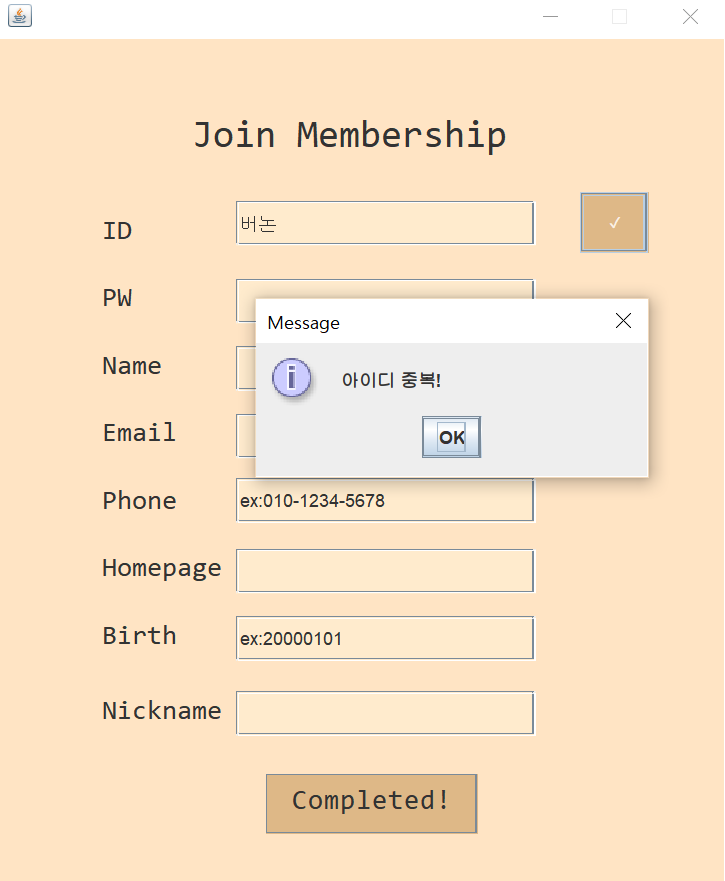 Join Membership
ID
버논
✓
PW
Message
Name
아이디 중복!
Email
OK
Phone
ex:010-1234-5678
Homepage
Birth
ex:20000101
Nickname
Completed!